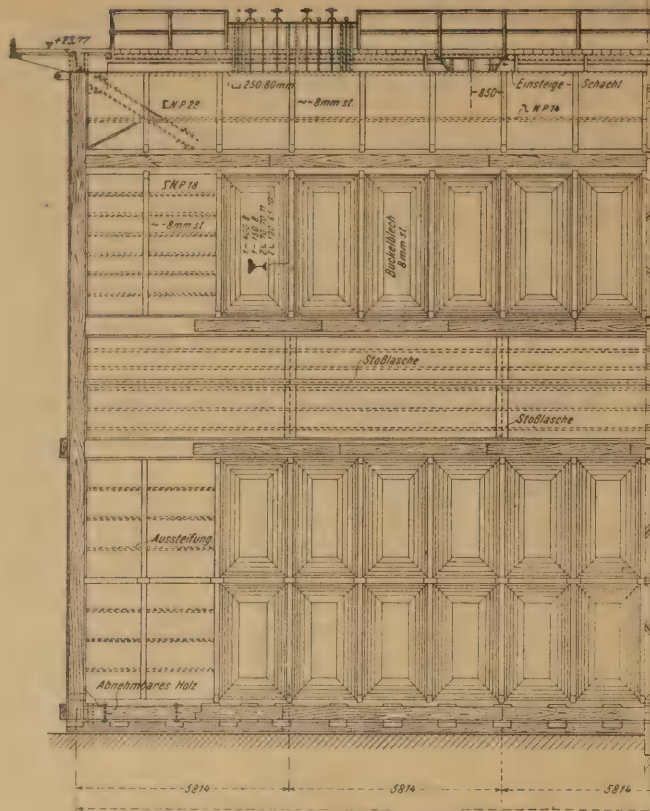 +23,77
⊏N.P.22
⊏⊐ 250·80mm
~-8mm st.
850
Einsteige-Schacht
N.P.14
⊏N.P.18
~-8mm st
Buckelblech
8mm st.
Stoßlasche
Stoßlasche
Aussteifung
Abnehmbares Holz
5814
5814
5814